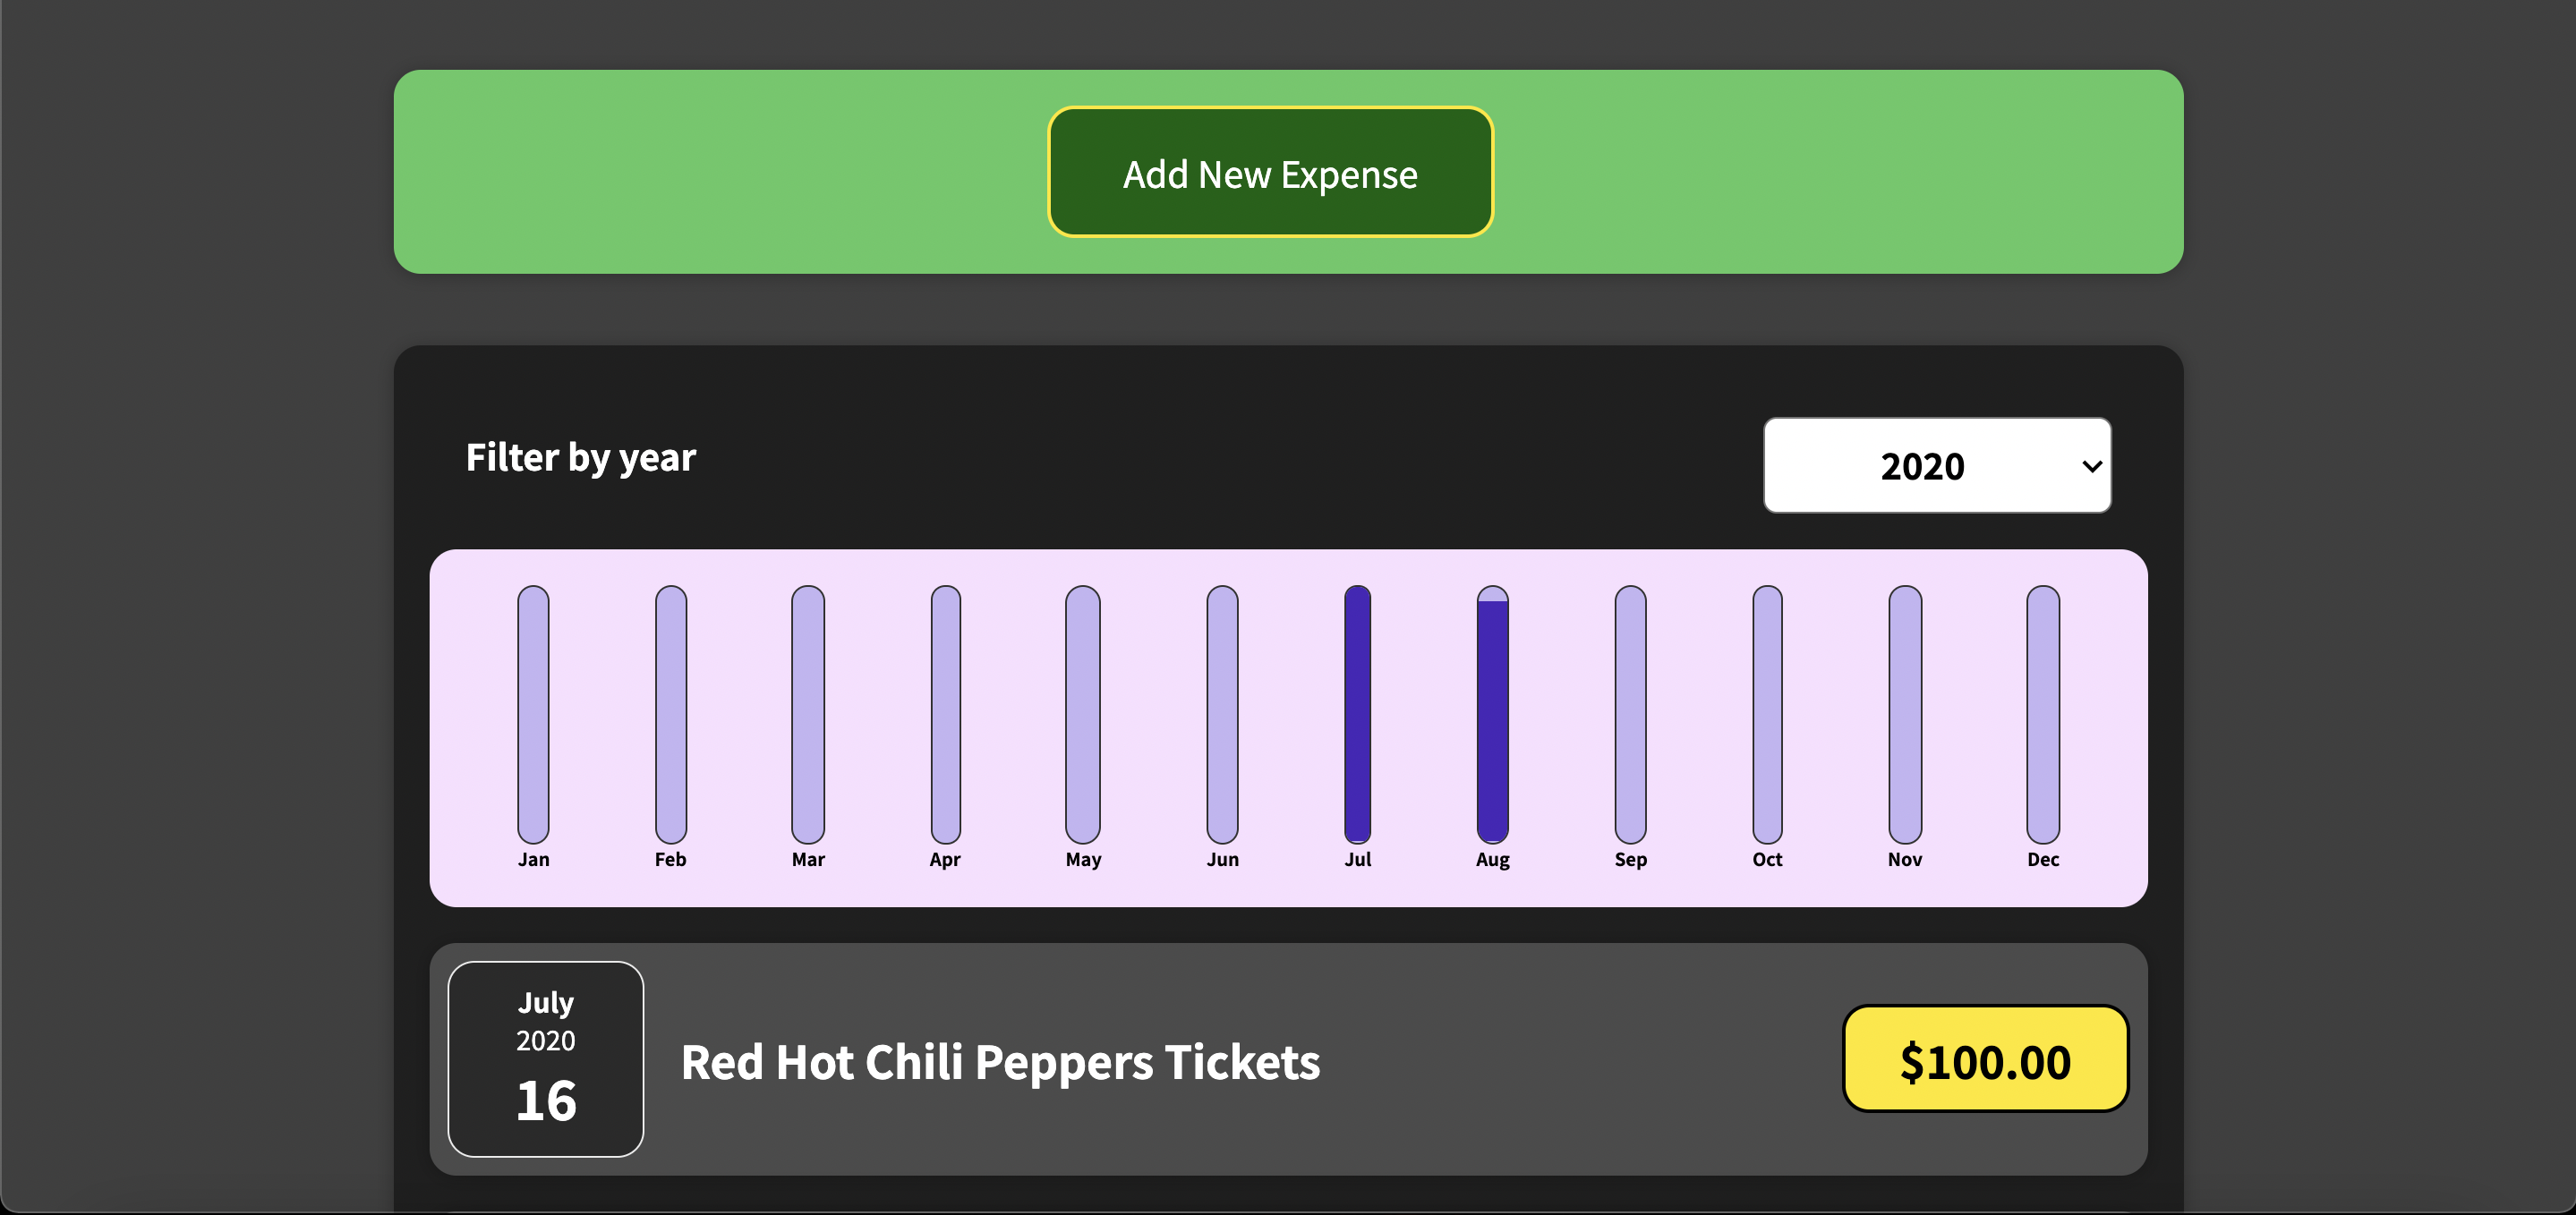 Add New Expense
Filter by year
2020
Jan Feb Mar Apr May Jun Jul Aug Sep Oct Nov Dec
July
2020
16
Red Hot Chili Peppers Tickets
$100.00